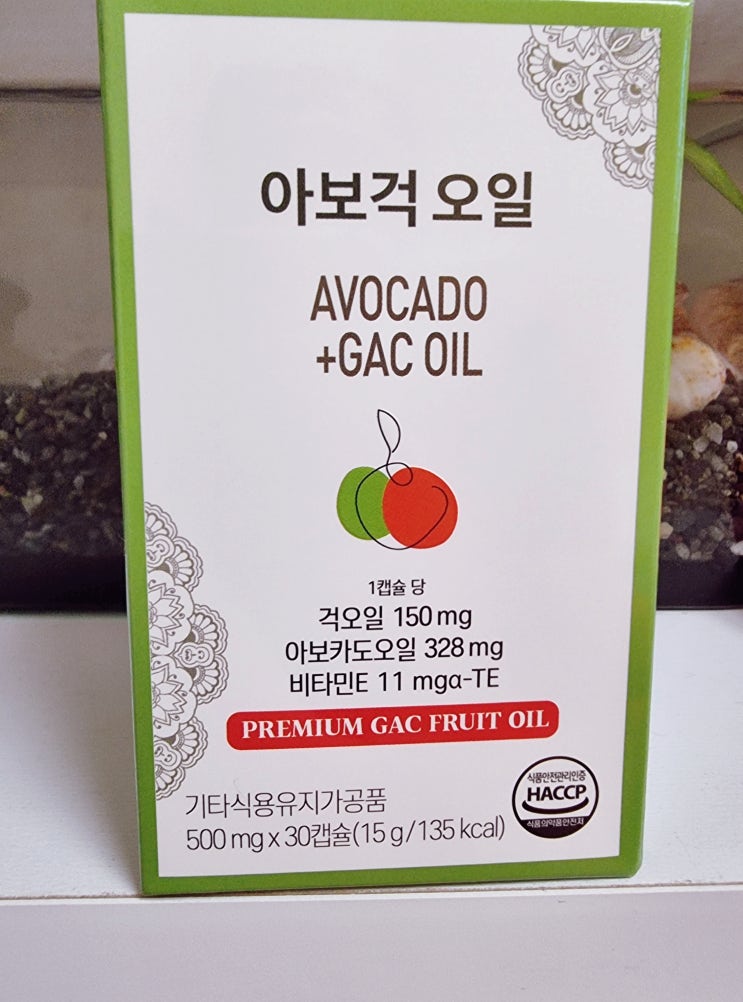 아보걱 오일
AVOCADO
+GAC OIL
1캡슐 당
걱오일 150 mg
아보카도오일 328 mg
비타민E 11 mgα-TE
PREMIUM GAC FRUIT OIL
기타식용유지가공품
500 mg x 30캡슐(15 g/135 kcal)
식품안전관리인증
HACCP
식품의약품안전처